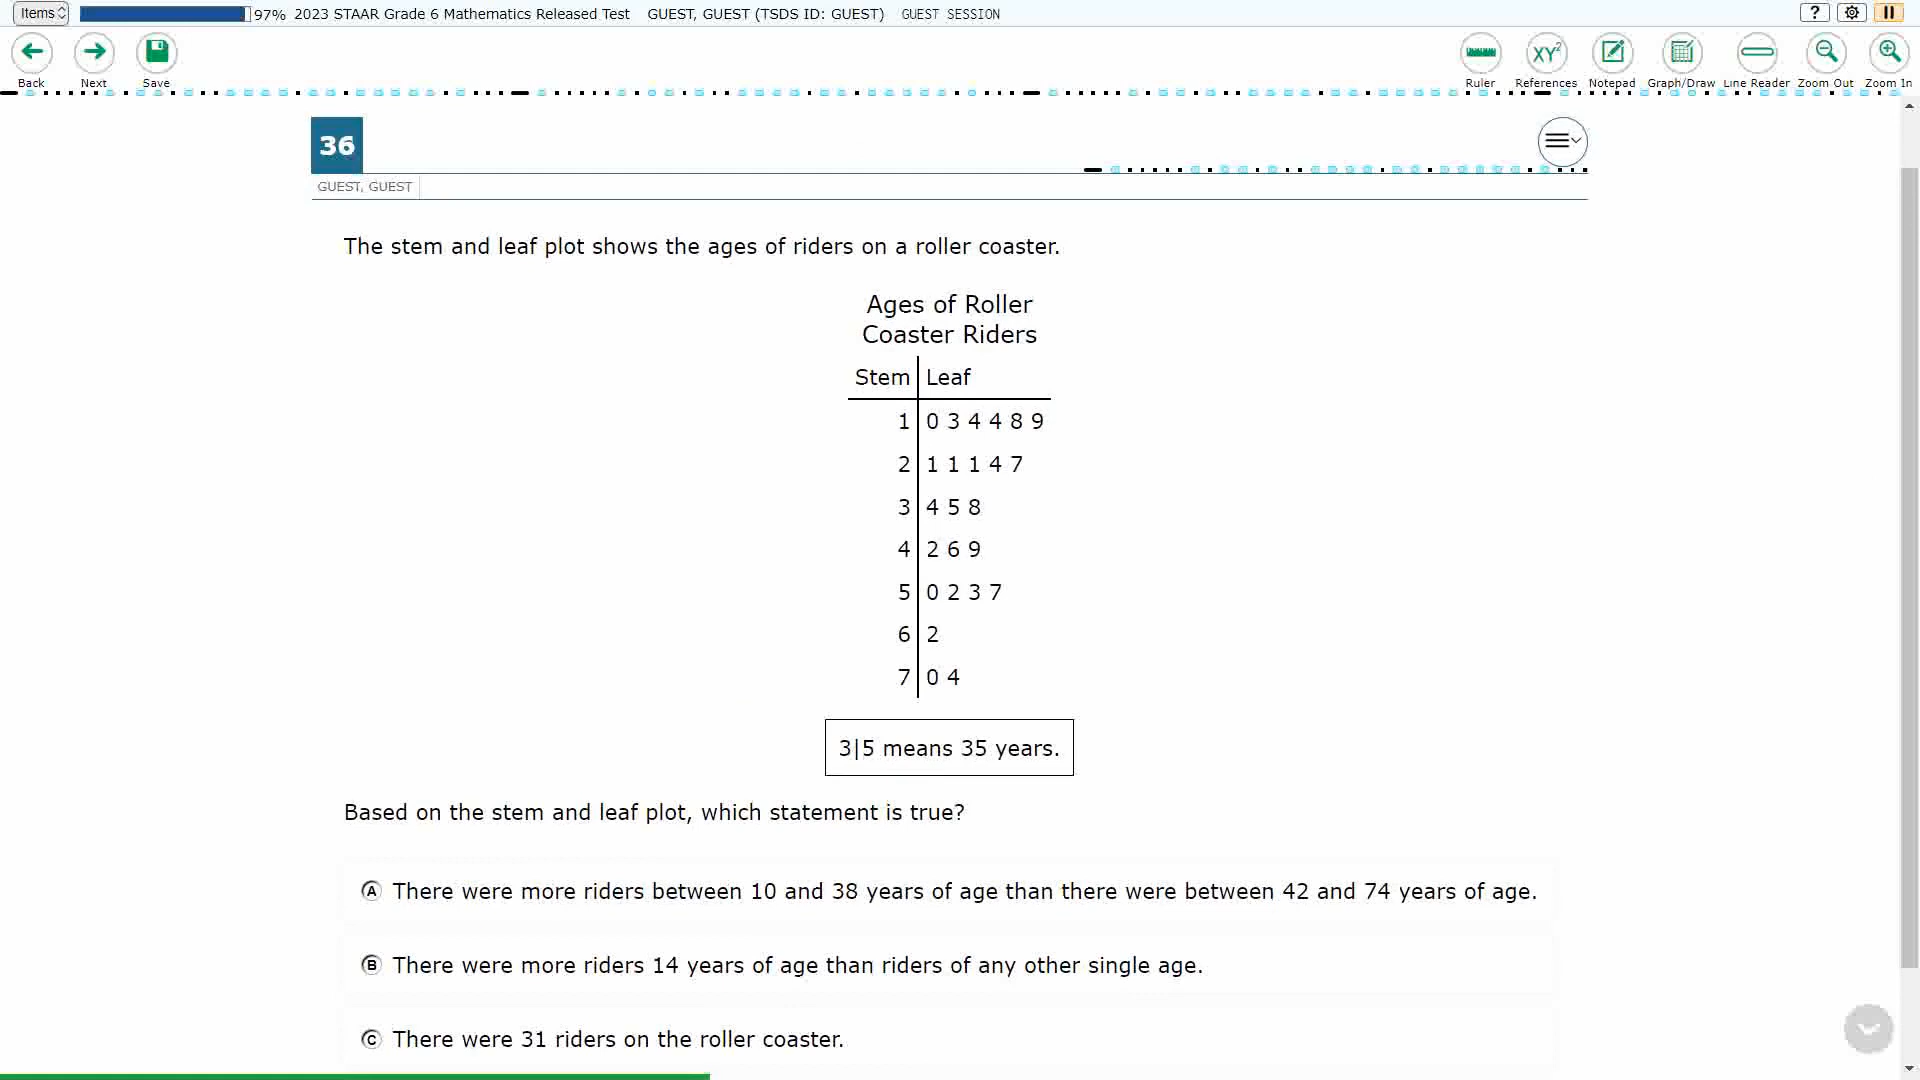 Items 97% 2023 STAAR Grade 6 Mathematics Released Test GUEST, GUEST (TSDS ID: GUEST) GUEST SESSION ?
Back Next Save XY² Ruler References Notepad Graph/Draw Line Reader Zoom Out Zoom In
36
GUEST, GUEST
The stem and leaf plot shows the ages of riders on a roller coaster.
Ages of Roller
Coaster Riders
Stem Leaf
1 0 3 4 4 8 9
2 1 1 1 4 7
3 4 5 8
4 2 6 9
5 0 2 3 7
6 2
7 0 4
3|5 means 35 years.
Based on the stem and leaf plot, which statement is true?
A There were more riders between 10 and 38 years of age than there were between 42 and 74 years of age.
B There were more riders 14 years of age than riders of any other single age.
C There were 31 riders on the roller coaster.